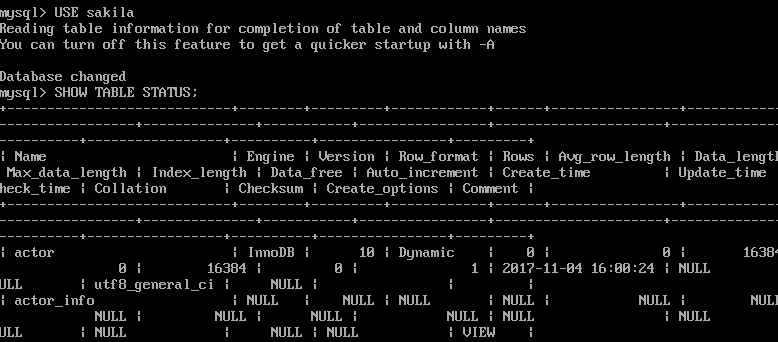 mysql> USE sakila
Reading table information for completion of table and column names
You can turn off this feature to get a quicker startup with -A
Database changed
mysql> SHOW TABLE STATUS;
+----------------------------+--------+---------+------------+------+----------------+------------
-----------------+--------------+-----------+----------------+---------------------+-------------
-----------+-----------------+----------+----------------+---------+
| Name | Engine | Version | Row_format | Rows | Avg_row_length | Data_length
Max_data_length | Index_length | Data_free | Auto_increment | Create_time | Update_time
heck_time | Collation | Checksum | Create_options | Comment |
+----------------------------+--------+---------+------------+------+----------------+------------
-----------------+--------------+-----------+----------------+---------------------+-------------
-----------+-----------------+----------+----------------+---------+
| actor | InnoDB | 10 | Dynamic | 0 | 0 | 16384
0 | 16384 | 0 | 1 | 2017-11-04 16:00:24 | NULL
ULL | utf8_general_ci | NULL | | |
| actor_info | NULL | NULL | NULL | NULL | NULL | NULL
NULL | NULL | NULL | NULL | NULL | NULL
ULL | NULL | NULL | NULL | VIEW |